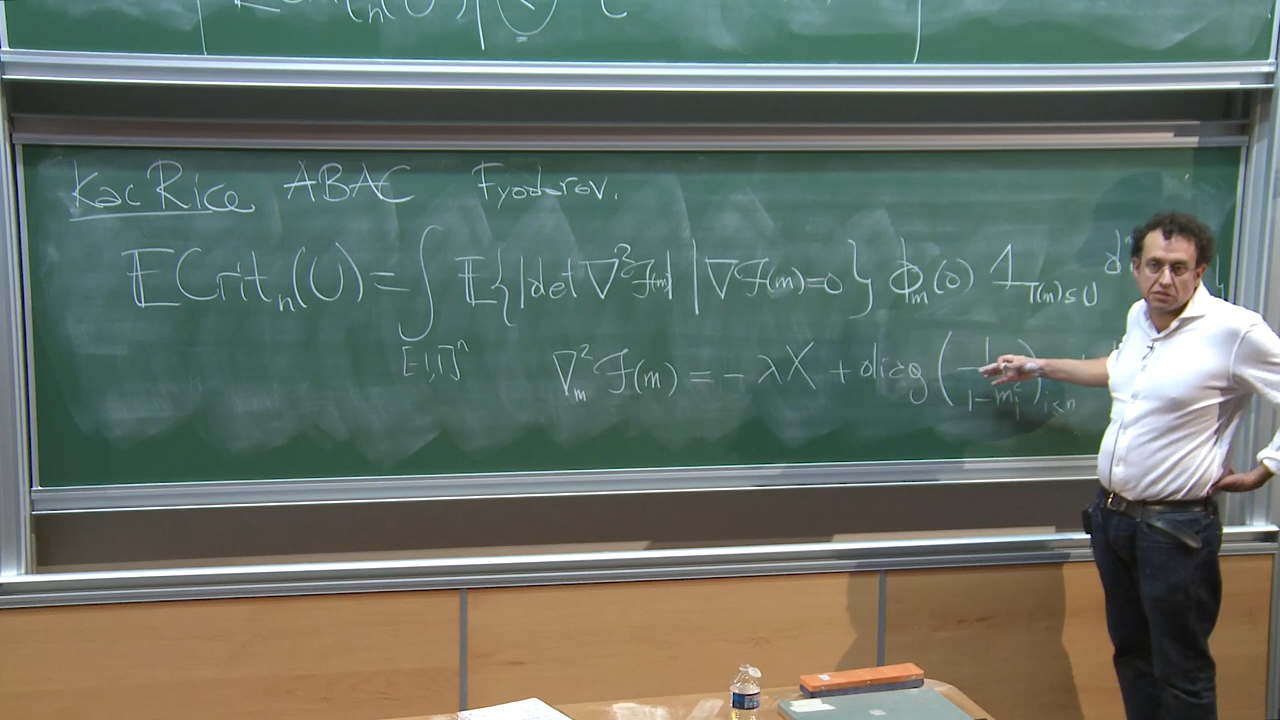 Crit_n(U)
Kac Rice ABAC Fyodorov.
𝔼Crit_n(U) = ∫_{[-1,1]^n} 𝔼{|det ∇²ℱ(m)| | ∇ℱ(m)=0} ϕ_m(0) 1_{T(m)≤U} d
∇²_m ℱ(m) = - λX + diag(1/(1-m_i²))_{i≤n}